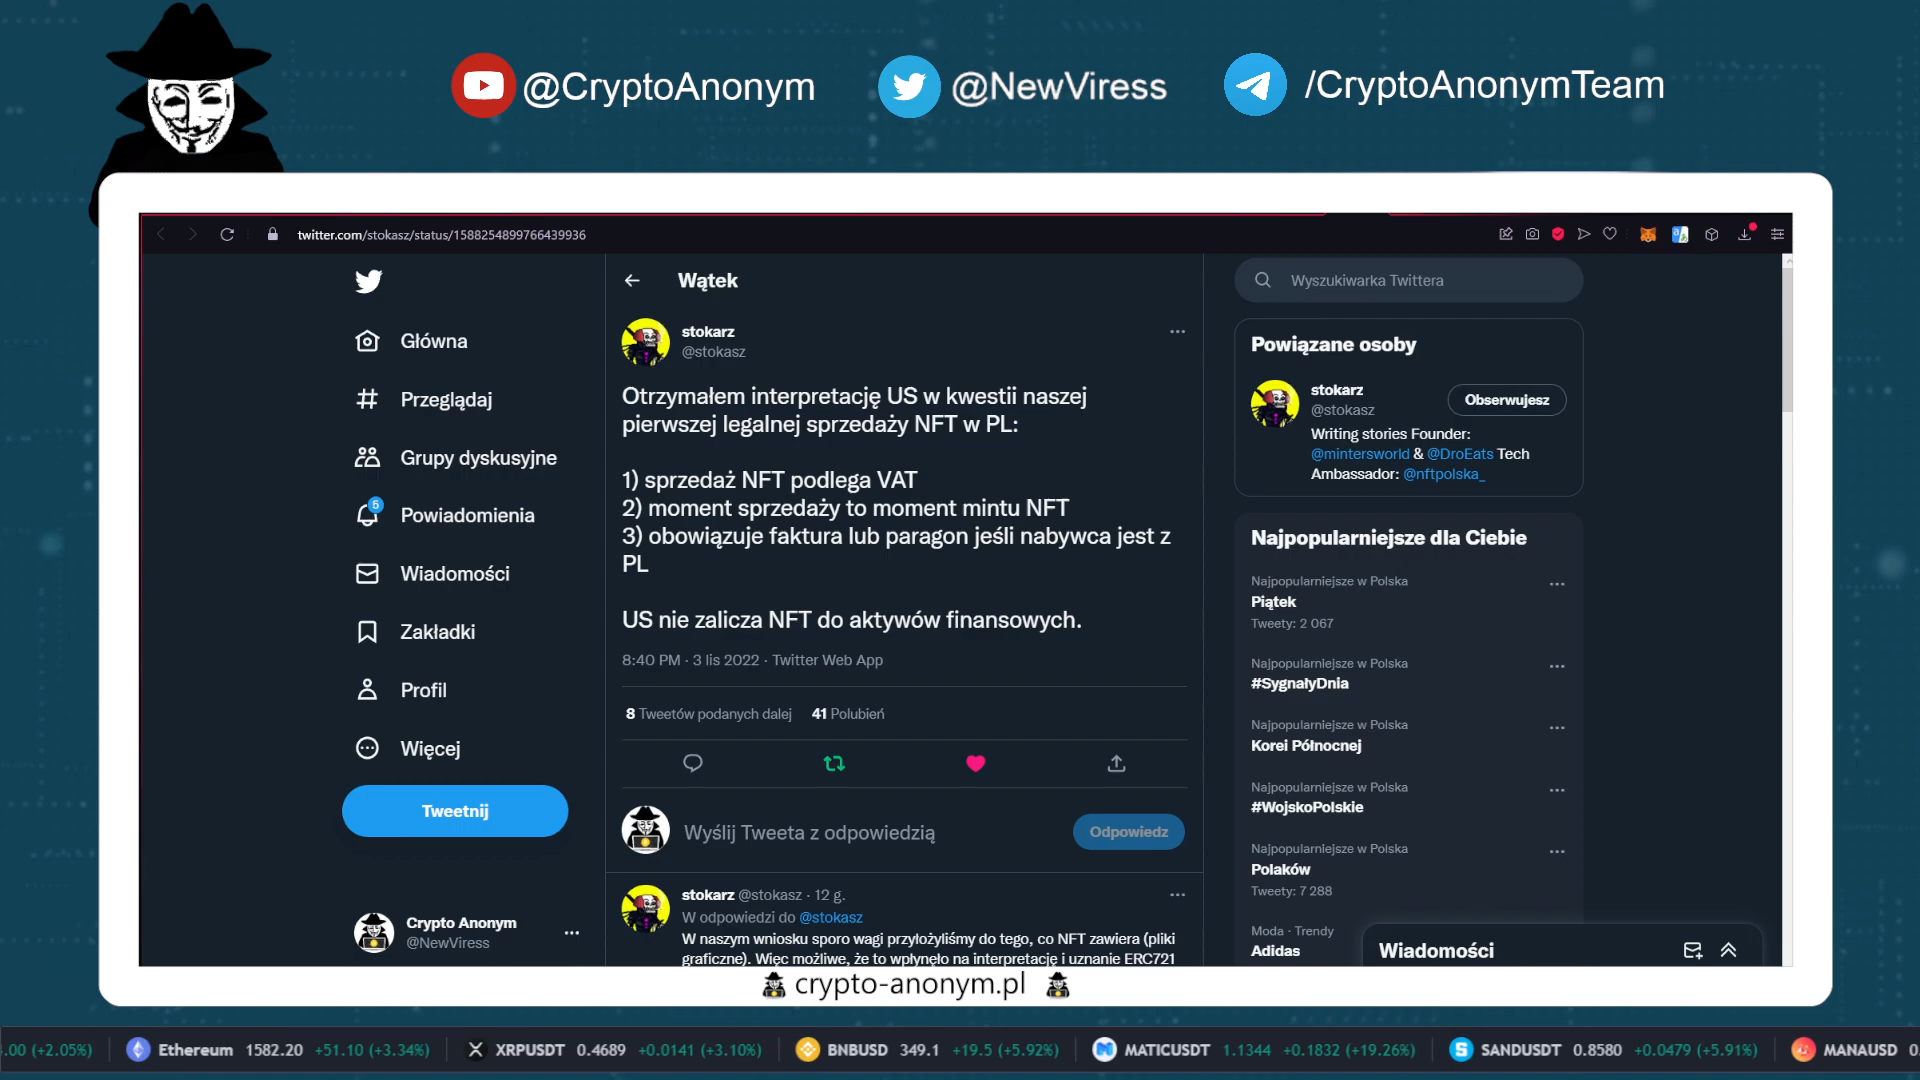 @CryptoAnonym
@NewViress
/CryptoAnonymTeam
twitter.com/stokasz/status/1588254899766439936
Główna
Przeglądaj
Grupy dyskusyjne
5
Powiadomienia
Wiadomości
Zakładki
Profil
Więcej
Tweetnij
Crypto Anonym
@NewViress
Wątek
stokarz
@stokasz
Otrzymałem interpretację US w kwestii naszej
pierwszej legalnej sprzedaży NFT w PL:
1) sprzedaż NFT podlega VAT
2) moment sprzedaży to moment mintu NFT
3) obowiązuje faktura lub paragon jeśli nabywca jest z
PL
US nie zalicza NFT do aktywów finansowych.
8:40 PM · 3 lis 2022 · Twitter Web App
8 Tweetów podanych dalej 41 Polubień
Wyślij Tweeta z odpowiedzią
Odpowiedz
stokarz @stokasz · 12 g.
W odpowiedzi do @stokasz
W naszym wniosku sporo wagi przyłożyliśmy do tego, co NFT zawiera (pliki
graficzne). Więc możliwe, że to wpłynęło na interpretację i uznanie ERC721
Wyszukiwarka Twittera
Powiązane osoby
stokarz
@stokasz
Obserwujesz
Writing stories Founder:
@mintersworld & @DroEats Tech
Ambassador: @nftpolska_
Najpopularniejsze dla Ciebie
Najpopularniejsze w Polska
Piątek
Tweety: 2 067
Najpopularniejsze w Polska
#SygnałyDnia
Najpopularniejsze w Polska
Korei Północnej
Najpopularniejsze w Polska
#WojskoPolskie
Najpopularniejsze w Polska
Polaków
Tweety: 7 288
Moda · Trendy
Adidas
Wiadomości
crypto-anonym.pl
.00 (+2.05%) Ethereum 1582.20 +51.10 (+3.34%) XRPUSDT 0.4689 +0.0141 (+3.10%) BNBUSD 349.1 +19.5 (+5.92%) MATICUSDT 1.1344 +0.1832 (+19.26%) SANDUSDT 0.8580 +0.0479 (+5.91%) MANAUSD 0.